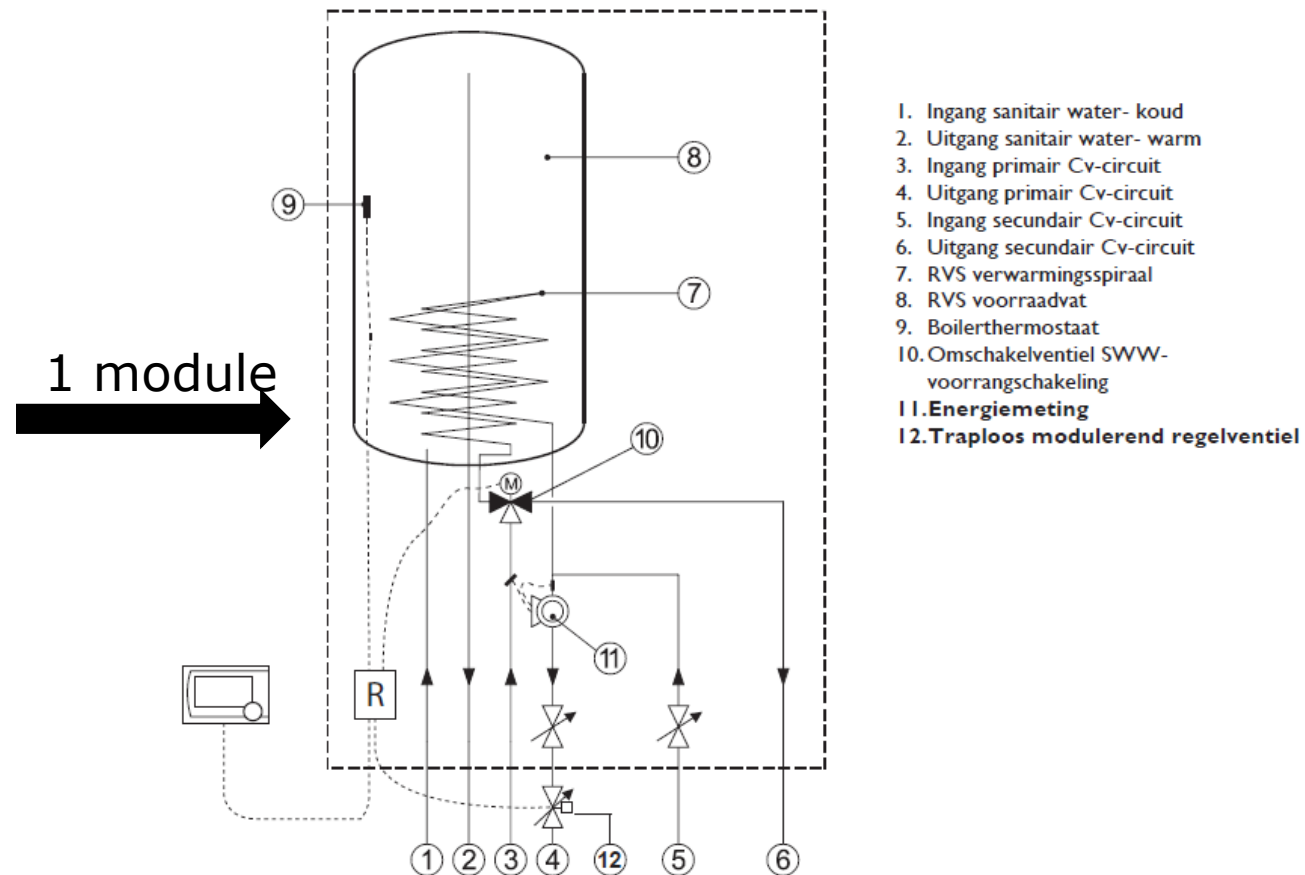 1 module
9
8
7
10
M
11
R
1
2
3
4
12
5
6
1. Ingang sanitair water- koud
2. Uitgang sanitair water- warm
3. Ingang primair Cv-circuit
4. Uitgang primair Cv-circuit
5. Ingang secundair Cv-circuit
6. Uitgang secundair Cv-circuit
7. RVS verwarmingsspiraal
8. RVS voorraadvat
9. Boilerthermostaat
10. Omschakelventiel SWW-
voorrangschakeling
11. Energiemeting
12. Traploos modulerend regelventiel